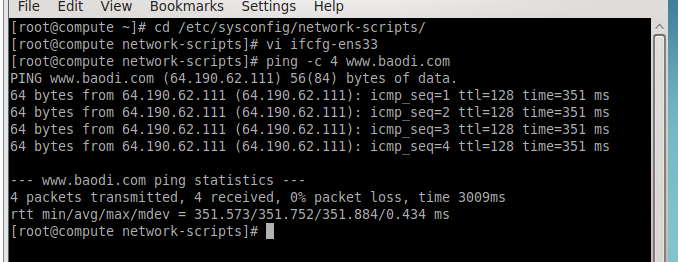 File Edit View Bookmarks Settings Help
[root@compute ~]# cd /etc/sysconfig/network-scripts/
[root@compute network-scripts]# vi ifcfg-ens33
[root@compute network-scripts]# ping -c 4 www.baodi.com
PING www.baodi.com (64.190.62.111) 56(84) bytes of data.
64 bytes from 64.190.62.111 (64.190.62.111): icmp_seq=1 ttl=128 time=351 ms
64 bytes from 64.190.62.111 (64.190.62.111): icmp_seq=2 ttl=128 time=351 ms
64 bytes from 64.190.62.111 (64.190.62.111): icmp_seq=3 ttl=128 time=351 ms
64 bytes from 64.190.62.111 (64.190.62.111): icmp_seq=4 ttl=128 time=351 ms
--- www.baodi.com ping statistics ---
4 packets transmitted, 4 received, 0% packet loss, time 3009ms
rtt min/avg/max/mdev = 351.573/351.752/351.884/0.434 ms
[root@compute network-scripts]#